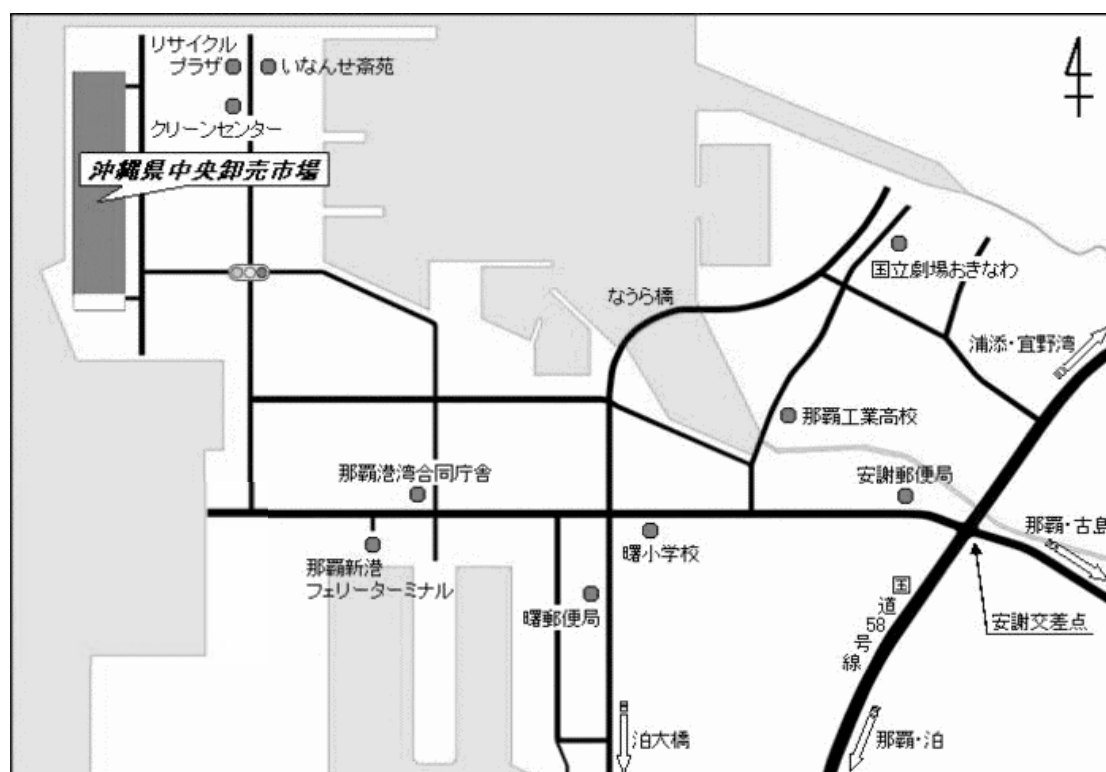 リサイクル
プラザ
いなんせ斎苑
クリーンセンター
沖縄県中央卸売市場
国立劇場おきなわ
なうら橋
浦添・宜野湾
那覇工業高校
那覇港湾合同庁舎
安謝郵便局
那覇・古島
曙小学校
那覇新港
フェリーターミナル
曙郵便局
国道58号線
安謝交差点
泊大橋
那覇・泊